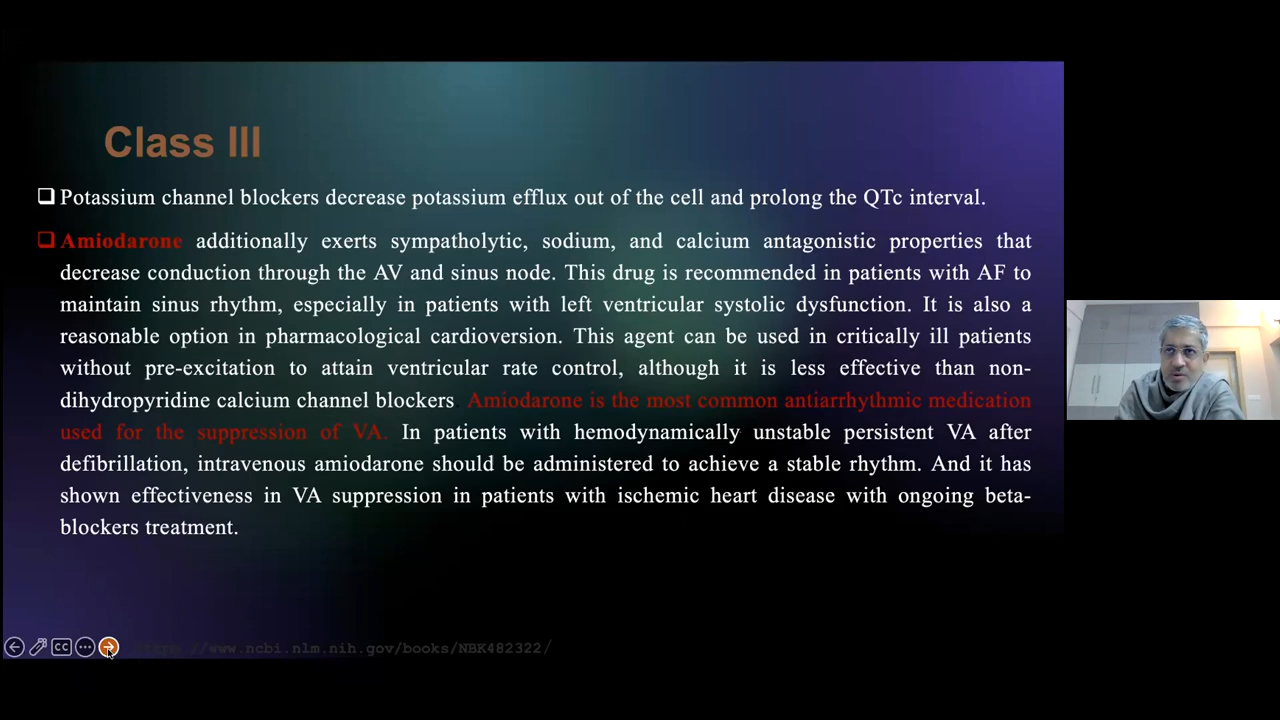 Class III
❑ Potassium channel blockers decrease potassium efflux out of the cell and prolong the QTc interval.
❑ Amiodarone additionally exerts sympatholytic, sodium, and calcium antagonistic properties that
decrease conduction through the AV and sinus node. This drug is recommended in patients with AF to
maintain sinus rhythm, especially in patients with left ventricular systolic dysfunction. It is also a
reasonable option in pharmacological cardioversion. This agent can be used in critically ill patients
without pre-excitation to attain ventricular rate control, although it is less effective than non-
dihydropyridine calcium channel blockers. Amiodarone is the most common antiarrhythmic medication
used for the suppression of VA. In patients with hemodynamically unstable persistent VA after
defibrillation, intravenous amiodarone should be administered to achieve a stable rhythm. And it has
shown effectiveness in VA suppression in patients with ischemic heart disease with ongoing beta-
blockers treatment.
CC
https://www.ncbi.nlm.nih.gov/books/NBK482322/